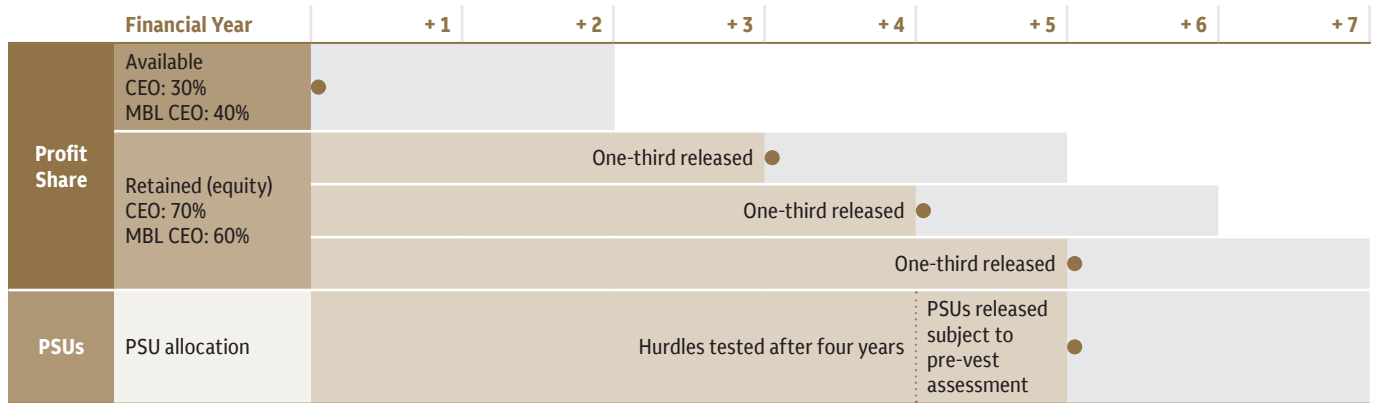 Financial Year
+ 1
+ 2
+ 3
+ 4
+ 5
+ 6
+ 7
Profit
Share
Available
CEO: 30%
MBL CEO: 40%
Retained (equity)
CEO: 70%
MBL CEO: 60%
One-third released
One-third released
One-third released
PSUs
PSU allocation
Hurdles tested after four years
PSUs released
subject to
pre-vest
assessment